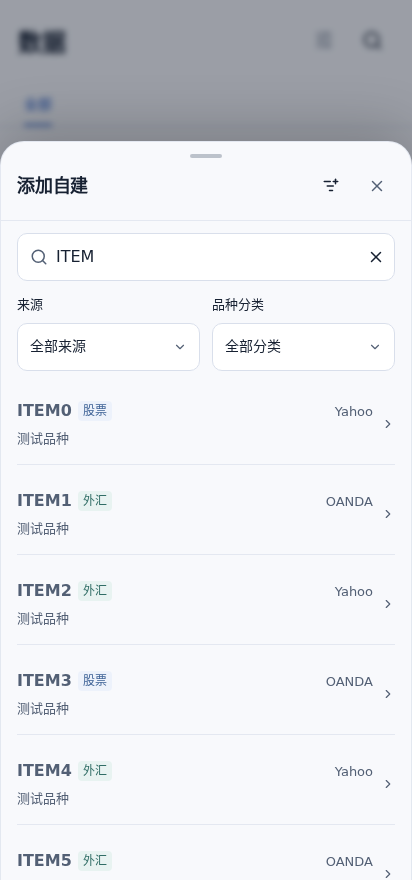 数据
全部
添加自建
ITEM
来源
品种分类
全部来源
全部分类
ITEM0 股票 Yahoo
测试品种
ITEM1 外汇 OANDA
测试品种
ITEM2 外汇 Yahoo
测试品种
ITEM3 股票 OANDA
测试品种
ITEM4 外汇 Yahoo
测试品种
ITEM5 外汇 OANDA